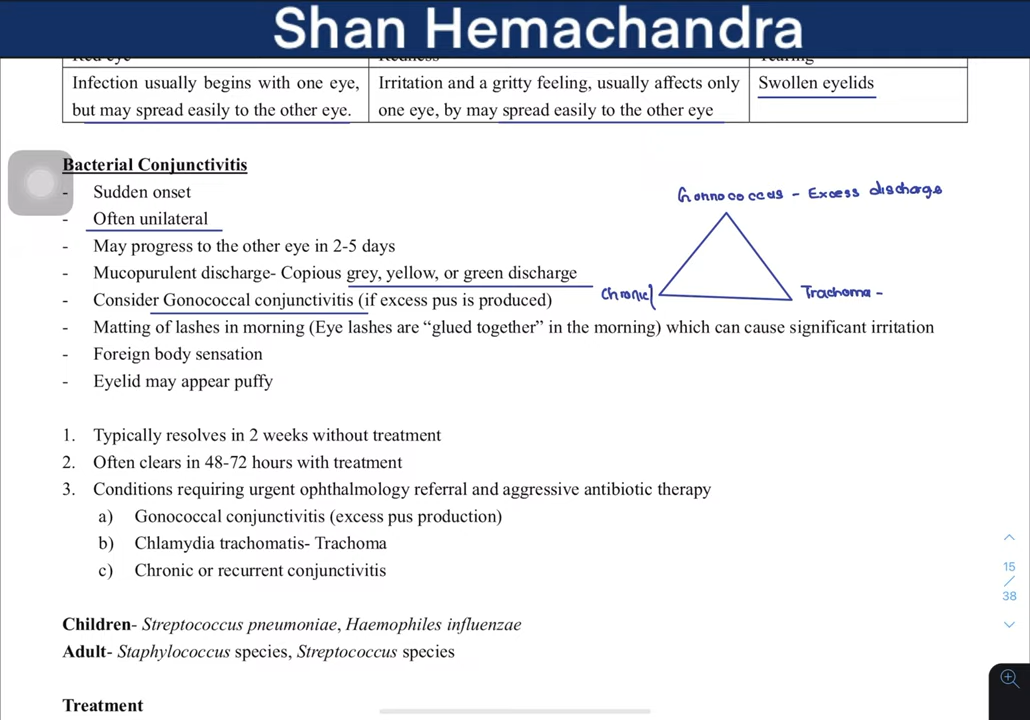 Shan Hemachandra
Red eye Redness Tearing
Infection usually begins with one eye, Irritation and a gritty feeling, usually affects only Swollen eyelids
but may spread easily to the other eye. one eye, by may spread easily to the other eye
Bacterial Conjunctivitis
- Sudden onset
Gonnococcus - Excess discharge
- Often unilateral
- May progress to the other eye in 2-5 days
- Mucopurulent discharge- Copious grey, yellow, or green discharge
Chronic Trachoma -
- Consider Gonococcal conjunctivitis (if excess pus is produced)
- Matting of lashes in morning (Eye lashes are “glued together” in the morning) which can cause significant irritation
- Foreign body sensation
- Eyelid may appear puffy
1. Typically resolves in 2 weeks without treatment
2. Often clears in 48-72 hours with treatment
3. Conditions requiring urgent ophthalmology referral and aggressive antibiotic therapy
a) Gonococcal conjunctivitis (excess pus production)
b) Chlamydia trachomatis- Trachoma
c) Chronic or recurrent conjunctivitis
15
/
38
Children- Streptococcus pneumoniae, Haemophiles influenzae
Adult- Staphylococcus species, Streptococcus species
Treatment